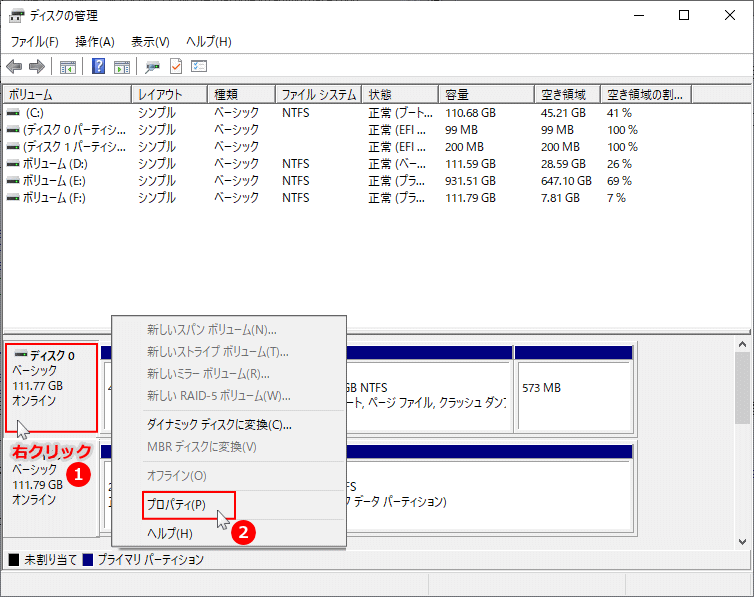 ディスクの管理
ファイル(F) 操作(A) 表示(V) ヘルプ(H)
ボリューム レイアウト 種類 ファイル システム 状態 容量 空き領域 空き領域の割...
(C:) シンプル ベーシック NTFS 正常 (ブート... 110.68 GB 45.21 GB 41 %
(ディスク 0 パーティシ... シンプル ベーシック 正常 (EFI ... 99 MB 99 MB 100 %
(ディスク 1 パーティシ... シンプル ベーシック 正常 (EFI ... 200 MB 200 MB 100 %
ボリューム (D:) シンプル ベーシック NTFS 正常 (ベー... 111.59 GB 28.59 GB 26 %
ボリューム (E:) シンプル ベーシック NTFS 正常 (プラ... 931.51 GB 647.10 GB 69 %
ボリューム (F:) シンプル ベーシック NTFS 正常 (プラ... 111.79 GB 7.81 GB 7 %
ディスク 0
ベーシック
111.77 GB
オンライン
右クリック
1
ベーシック
111.79 GB
オンライン
新しいスパン ボリューム(N)...
新しいストライプ ボリューム(T)...
新しいミラー ボリューム(R)...
新しい RAID-5 ボリューム(W)...
ダイナミック ディスクに変換(C)...
MBR ディスクに変換(V)
オフライン(O)
プロパティ(P)
2
ヘルプ(H)
GB NTFS
ート, ページ ファイル, クラッシュ ダンプ
573 MB
FS
データ パーティション)
未割り当て プライマリ パーティション